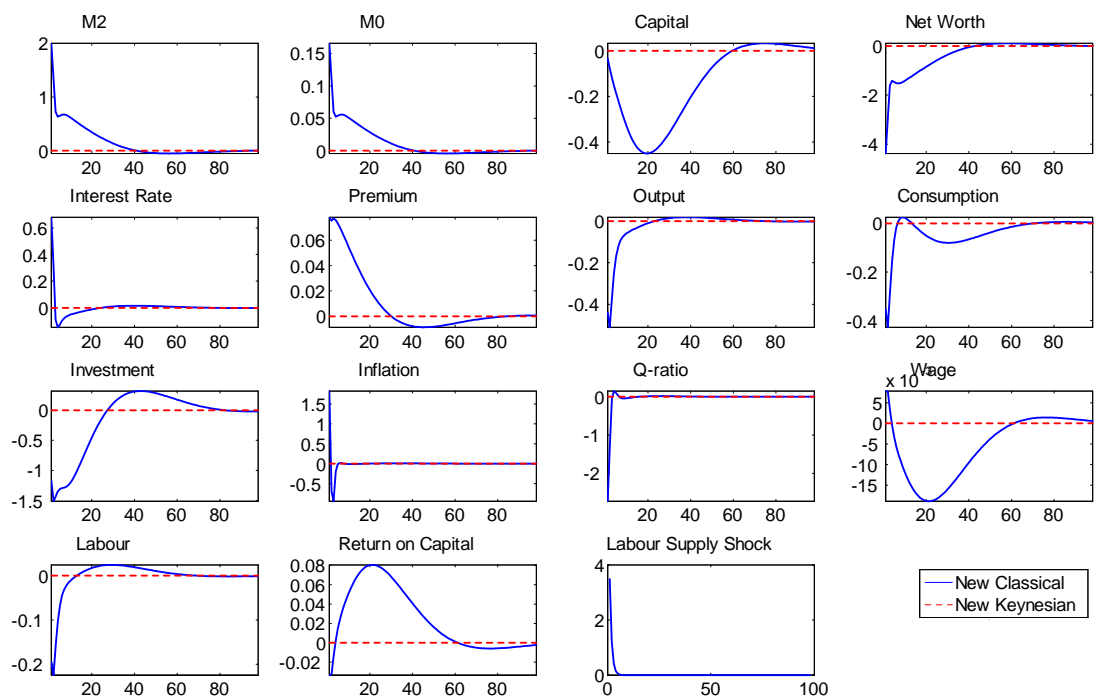 M2
2
1
0
20 40 60 80
M0
0.15
0.1
0.05
0
20 40 60 80
Capital
0
-0.2
-0.4
20 40 60 80 100
Net Worth
0
-2
-4
20 40 60 80
Interest Rate
0.6
0.4
0.2
0
20 40 60 80
Premium
0.06
0.04
0.02
0
20 40 60 80
Output
0
-0.2
-0.4
20 40 60 80 100
Consumption
0
-0.2
-0.4
20 40 60 80
Investment
0
-0.5
-1
-1.5
20 40 60 80
Inflation
1.5
1
0.5
0
-0.5
20 40 60 80
Q-ratio
0
-1
-2
20 40 60 80 100
Wage
x 10
5
0
-5
-10
-15
20 40 60 80
Labour
0
-0.1
-0.2
20 40 60 80
Return on Capital
0.08
0.06
0.04
0.02
0
-0.02
20 40 60 80
Labour Supply Shock
4
2
0
0 50 100
New Classical
New Keynesian